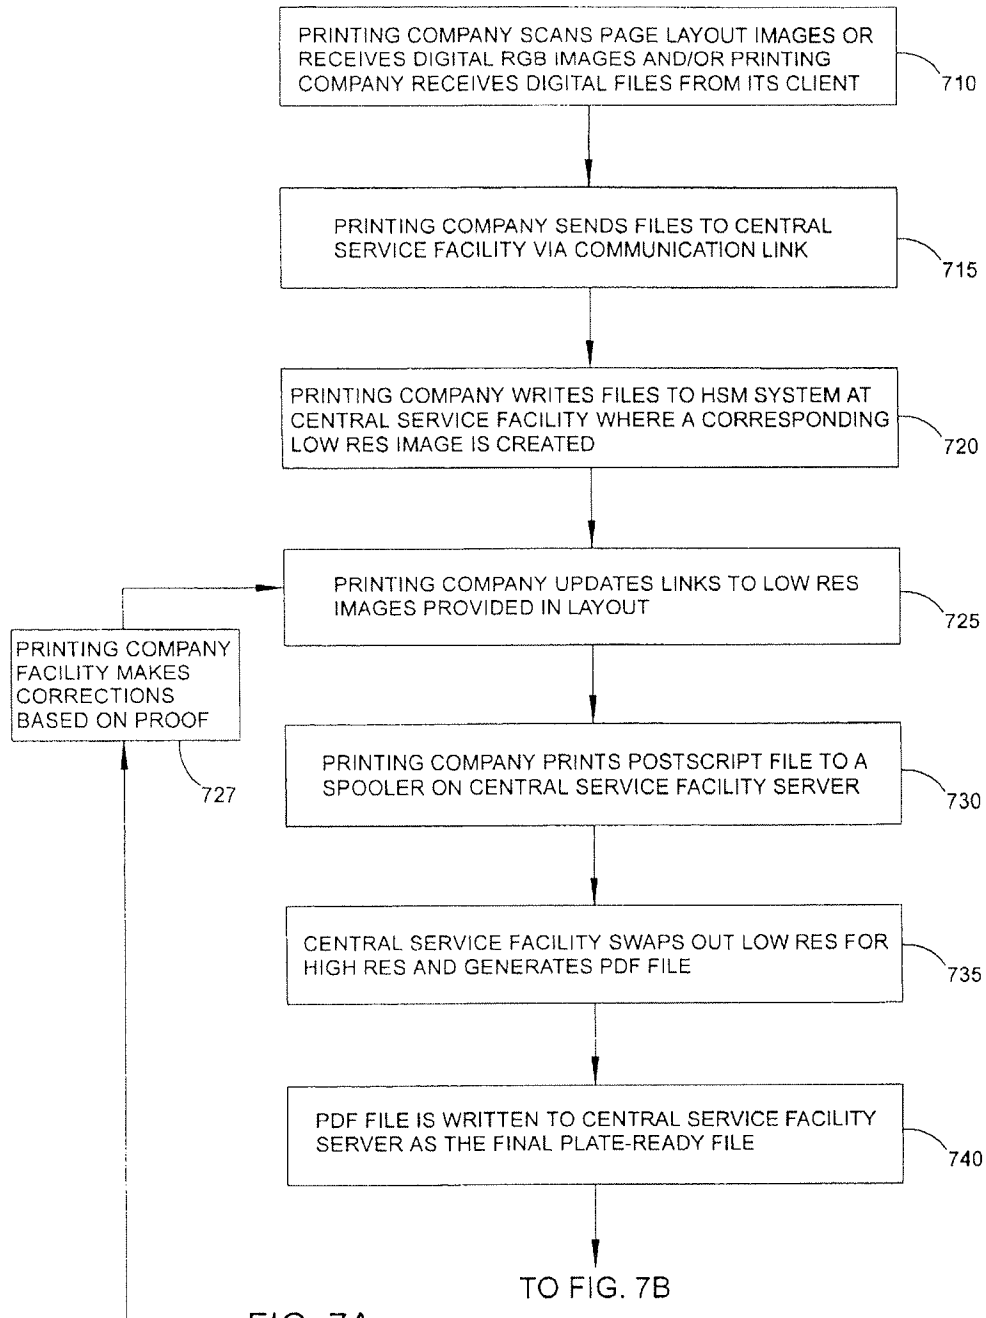 PRINTING COMPANY SCANS PAGE LAYOUT IMAGES OR
RECEIVES DIGITAL RGB IMAGES AND/OR PRINTING
COMPANY RECEIVES DIGITAL FILES FROM ITS CLIENT
710
PRINTING COMPANY SENDS FILES TO CENTRAL
SERVICE FACILITY VIA COMMUNICATION LINK
715
PRINTING COMPANY WRITES FILES TO HSM SYSTEM AT
CENTRAL SERVICE FACILITY WHERE A CORRESPONDING
LOW RES IMAGE IS CREATED
720
PRINTING COMPANY UPDATES LINKS TO LOW RES
IMAGES PROVIDED IN LAYOUT
725
PRINTING COMPANY
FACILITY MAKES
CORRECTIONS
BASED ON PROOF
727
PRINTING COMPANY PRINTS POSTSCRIPT FILE TO A
SPOOLER ON CENTRAL SERVICE FACILITY SERVER
730
CENTRAL SERVICE FACILITY SWAPS OUT LOW RES FOR
HIGH RES AND GENERATES PDF FILE
735
PDF FILE IS WRITTEN TO CENTRAL SERVICE FACILITY
SERVER AS THE FINAL PLATE-READY FILE
740
TO FIG. 7B
FIG. 7A